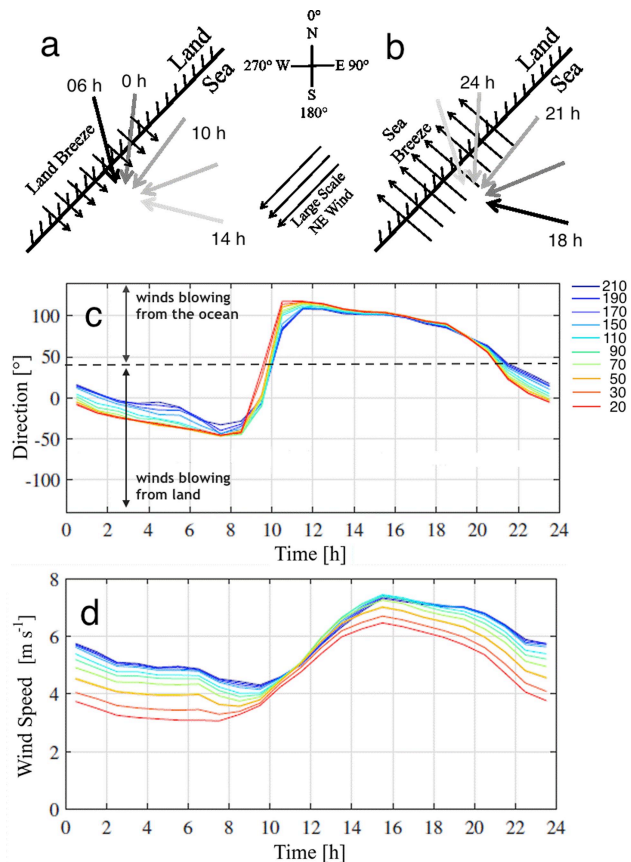 a
0°
N
270° W
E 90°
S
180°
Land
Sea
06 h
0 h
10 h
14 h
Land Breeze
Large Scale
NE Wind
b
Land
Sea
24 h
21 h
18 h
Sea
Breeze
c
winds blowing
from the ocean
winds blowing
from land
Direction [°]
100
50
0
-50
-100
0 2 4 6 8 10 12 14 16 18 20 22 24
Time [h]
210
190
170
150
110
90
70
50
30
20
d
Wind Speed [m s⁻¹]
8
6
4
2
0
0 2 4 6 8 10 12 14 16 18 20 22 24
Time [h]